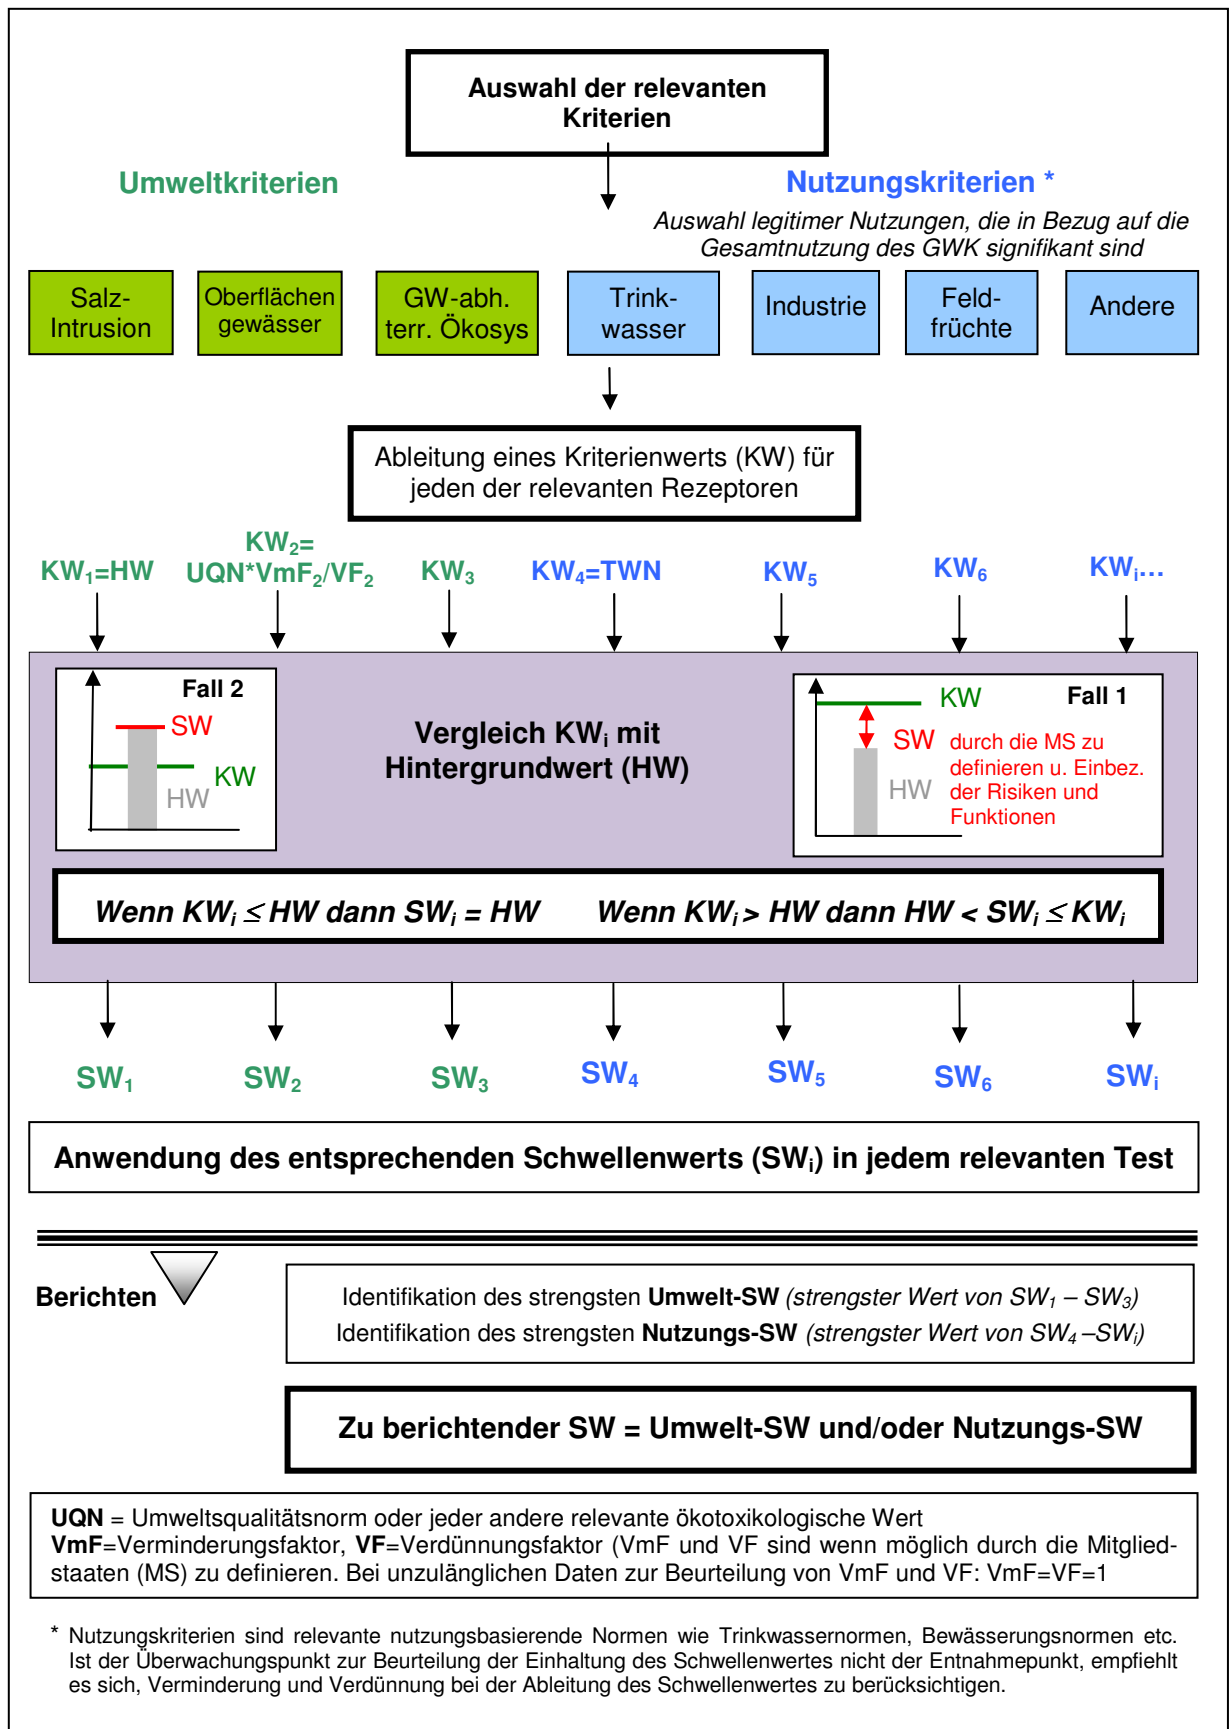 Auswahl der relevanten
Kriterien
Umweltkriterien
Nutzungskriterien *
Auswahl legitimer Nutzungen, die in Bezug auf die
Gesamtnutzung des GWK signifikant sind
Salz-
Intrusion
Oberflächen
gewässer
GW-abh.
terr. Ökosys
Trink-
wasser
Industrie
Feld-
früchte
Andere
Ableitung eines Kriterienwerts (KW) für
jeden der relevanten Rezeptoren
KW₁=HW
KW₂=
UQN*VmF₂/VF₂
KW₃
KW₄=TWN
KW₅
KW₆
KWᵢ…
Fall 2
SW
KW
HW
Vergleich KWᵢ mit
Hintergrundwert (HW)
Fall 1
KW
SW durch die MS zu
definieren u. Einbez.
HW der Risiken und
Funktionen
Wenn KWᵢ ≤ HW dann SWᵢ = HW Wenn KWᵢ > HW dann HW < SWᵢ ≤ KWᵢ
SW₁ SW₂ SW₃ SW₄ SW₅ SW₆ SWᵢ
Anwendung des entsprechenden Schwellenwerts (SWᵢ) in jedem relevanten Test
Berichten
Identifikation des strengsten Umwelt-SW (strengster Wert von SW₁ – SW₃)
Identifikation des strengsten Nutzungs-SW (strengster Wert von SW₄ –SWᵢ)
Zu berichtender SW = Umwelt-SW und/oder Nutzungs-SW
UQN = Umweltsqualitätsnorm oder jeder andere relevante ökotoxikologische Wert
VmF=Verminderungsfaktor, VF=Verdünnungsfaktor (VmF und VF sind wenn möglich durch die Mitglied-
staaten (MS) zu definieren. Bei unzulänglichen Daten zur Beurteilung von VmF und VF: VmF=VF=1
* Nutzungskriterien sind relevante nutzungsbasierende Normen wie Trinkwassernormen, Bewässerungsnormen etc.
Ist der Überwachungspunkt zur Beurteilung der Einhaltung des Schwellenwertes nicht der Entnahmepunkt, empfiehlt
es sich, Verminderung und Verdünnung bei der Ableitung des Schwellenwertes zu berücksichtigen.